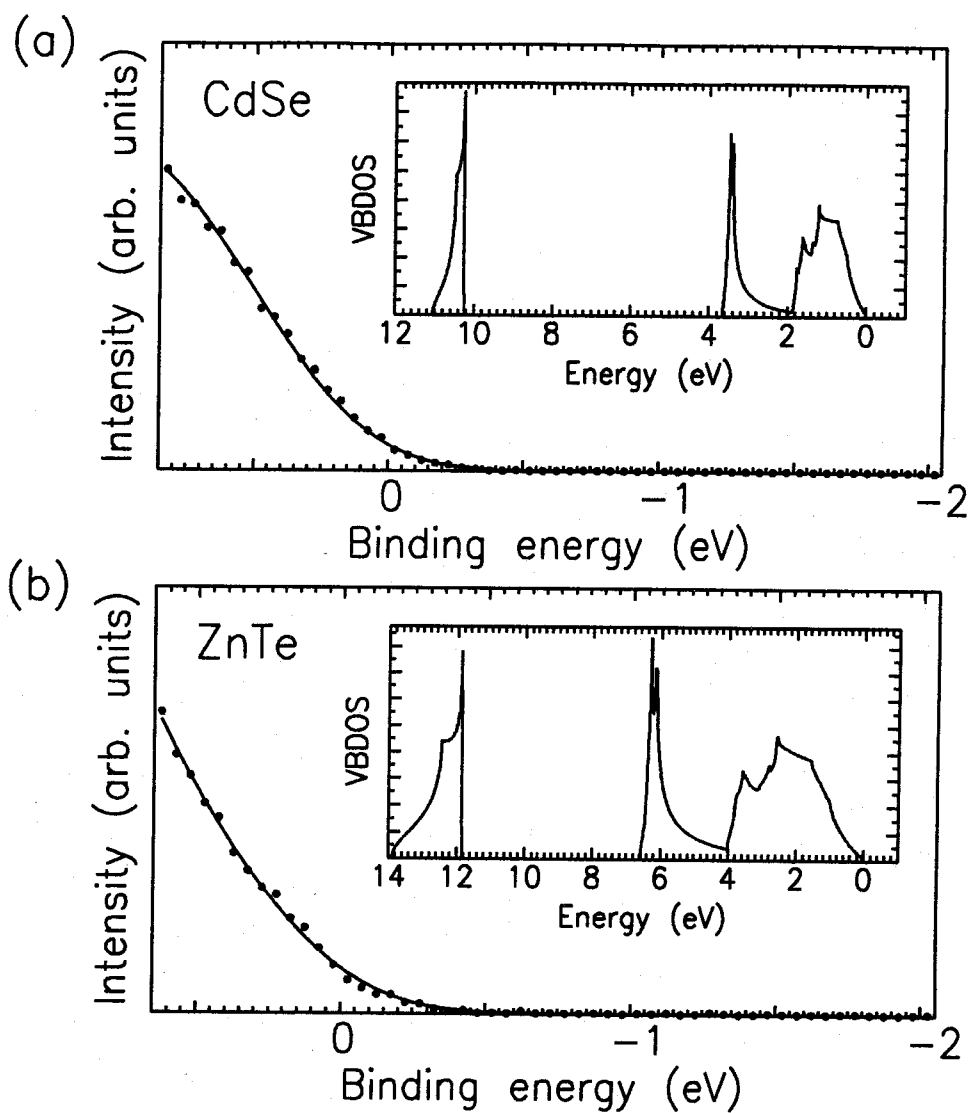 (a)
CdSe
Intensity (arb. units)
VBDOS
12 10 8 6 4 2 0
Energy (eV)
0 −1 −2
Binding energy (eV)
(b)
ZnTe
Intensity (arb. units)
VBDOS
14 12 10 8 6 4 2 0
Energy (eV)
0 −1 −2
Binding energy (eV)